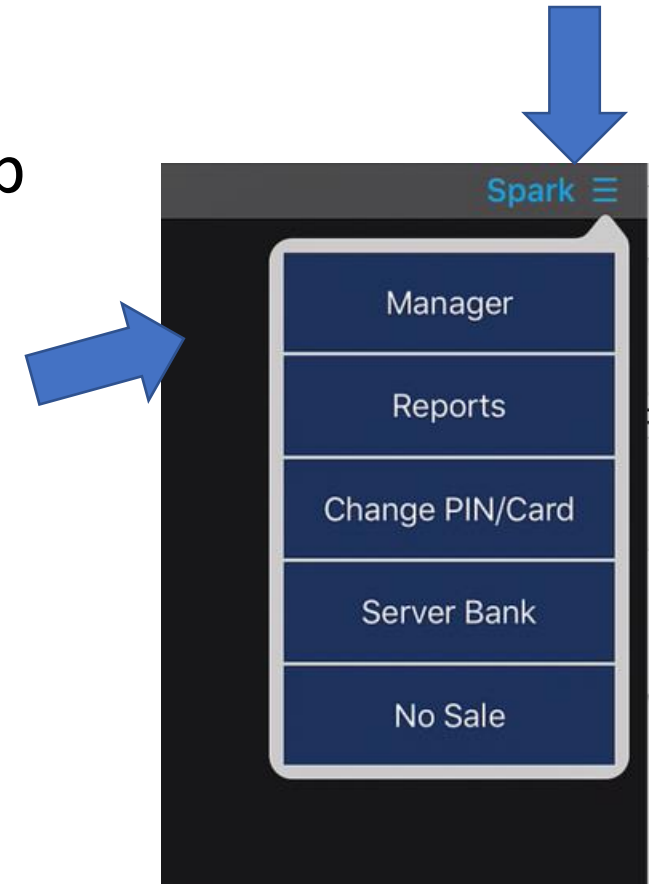 Spark ☰
Manager
Reports
Change PIN/Card
Server Bank
No Sale